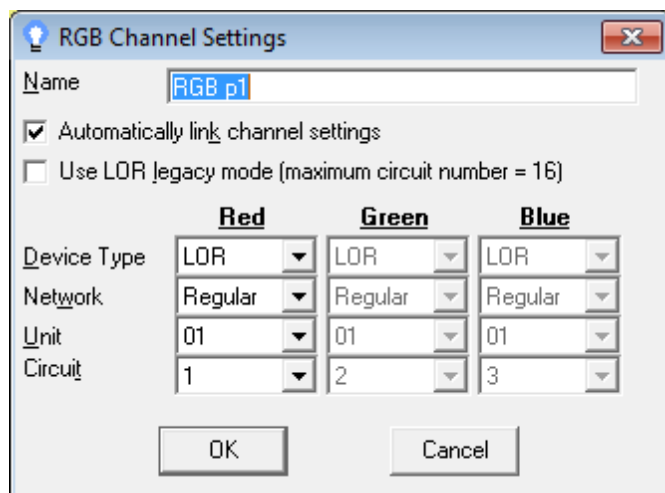 RGB Channel Settings
Name RGB p1
Automatically link channel settings
Use LOR legacy mode (maximum circuit number = 16)
Red Green Blue
Device Type LOR LOR LOR
Network Regular Regular Regular
Unit 01 01 01
Circuit 1 2 3
OK Cancel